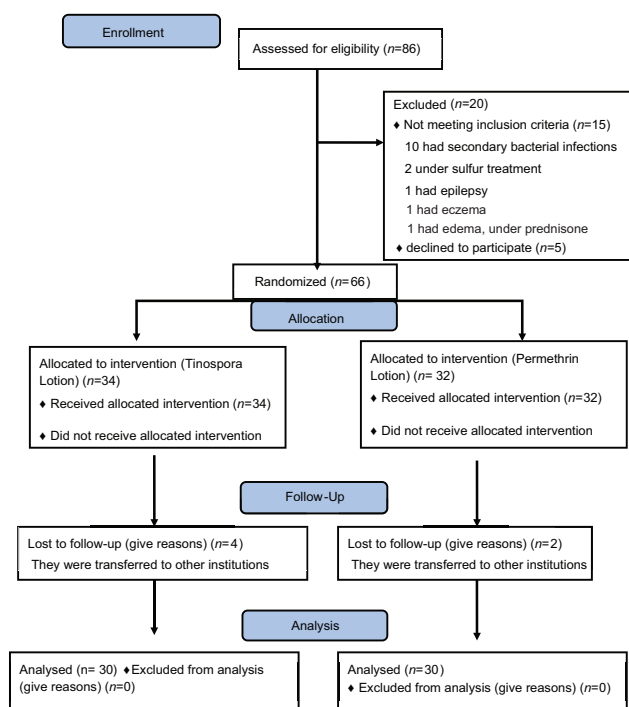 Enrollment
Assessed for eligibility (n=86)
Excluded (n=20)
♦ Not meeting inclusion criteria (n=15)
10 had secondary bacterial infections
2 under sulfur treatment
1 had epilepsy
1 had eczema
1 had edema, under prednisone
♦ declined to participate (n=5)
Randomized (n=66)
Allocation
Allocated to intervention (Tinospora
Lotion) (n=34)
♦ Received allocated intervention (n=34)
♦ Did not receive allocated intervention
Allocated to intervention (Permethrin
Lotion) (n= 32)
♦ Received allocated intervention (n=32)
♦ Did not receive allocated intervention
Follow-Up
Lost to follow-up (give reasons) (n=4)
They were transferred to other institutions
Lost to follow-up (give reasons) (n=2)
They were transferred to other institutions
Analysis
Analysed (n= 30) ♦Excluded from analysis
(give reasons) (n=0)
Analysed (n=30)
♦ Excluded from analysis (give reasons) (n=0)